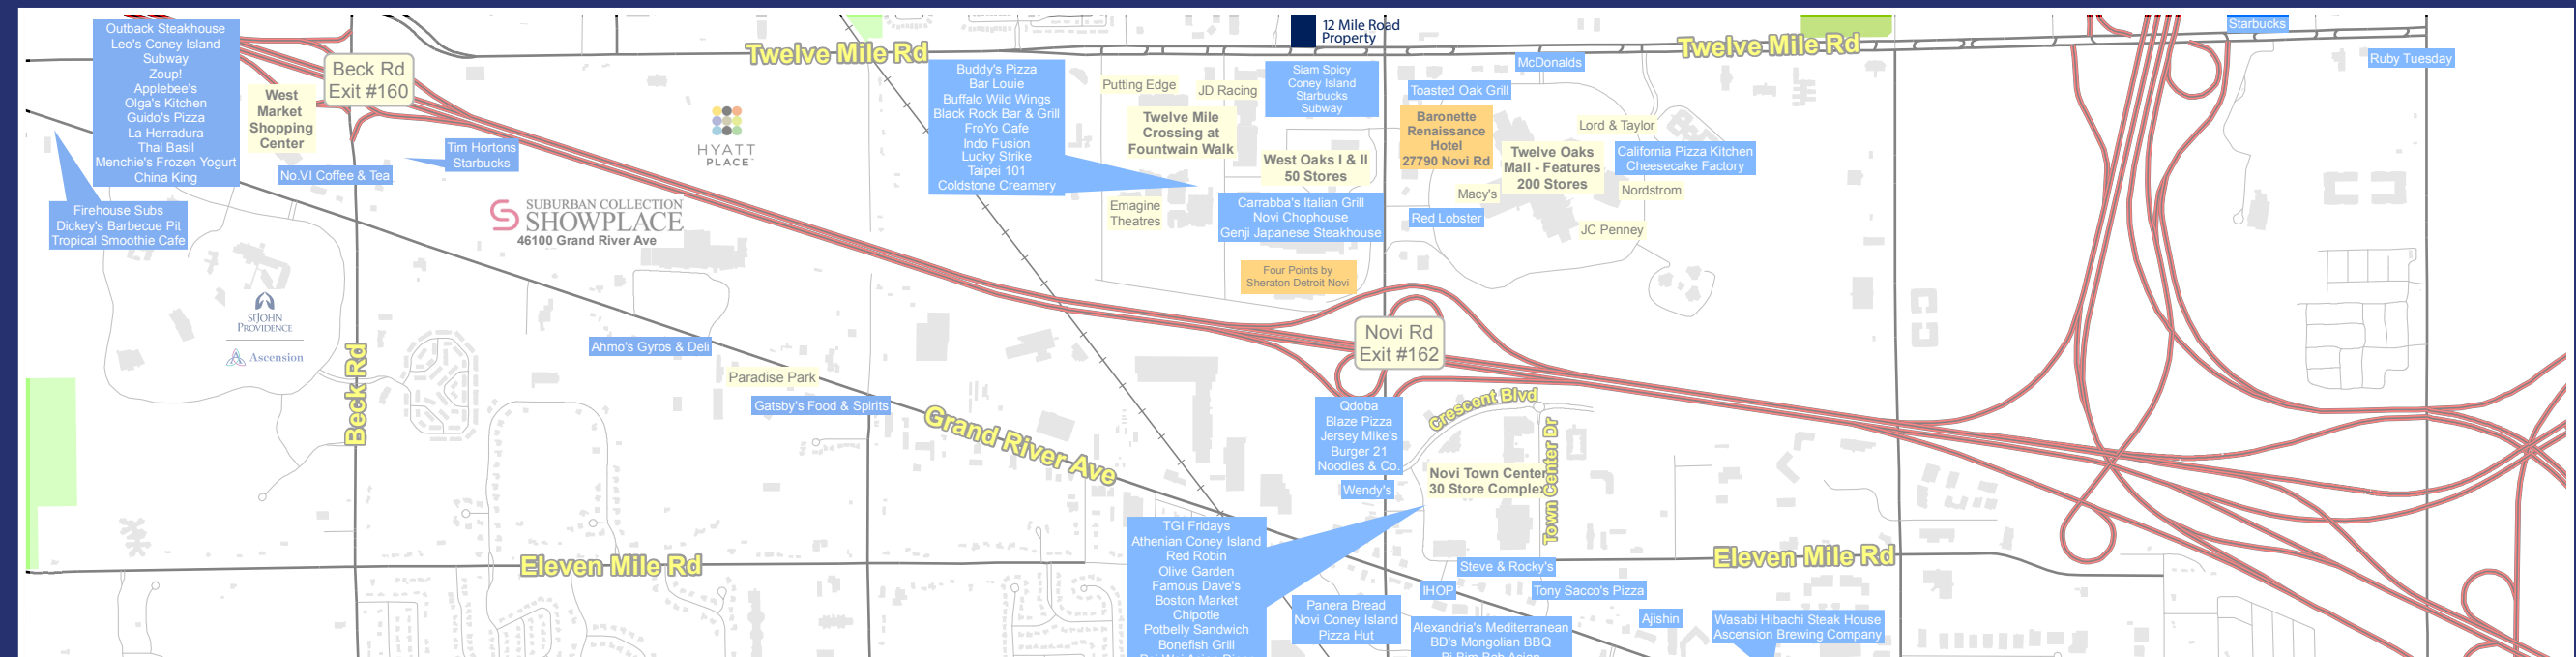 Outback Steakhouse
Leo's Coney Island
Subway
Zoup!
Applebee's
Olga's Kitchen
Guido's Pizza
La Herradura
Thai Basil
Menchie's Frozen Yogurt
China King
Firehouse Subs
Dickey's Barbecue Pit
Tropical Smoothie Cafe
West
Market
Shopping
Center
Beck Rd
Exit #160
No.VI Coffee & Tea
Tim Hortons
Starbucks
StJohn
Providence
Ascension
Beck Rd
SUBURBAN COLLECTION
SHOWPLACE
46100 Grand River Ave
HYATT
PLACE
Twelve Mile Rd
Ahmo's Gyros & Deli
Paradise Park
Gatsby's Food & Spirits
Grand River Ave
Eleven Mile Rd
Buddy's Pizza
Bar Louie
Buffalo Wild Wings
Black Rock Bar & Grill
FroYo Cafe
Indo Fusion
Lucky Strike
Taipei 101
Coldstone Creamery
Putting Edge
JD Racing
Twelve Mile
Crossing at
Fountwain Walk
Emagine
Theatres
12 Mile Road
Property
Siam Spicy
Coney Island
Starbucks
Subway
West Oaks I & II
50 Stores
Carrabba's Italian Grill
Novi Chophouse
Genji Japanese Steakhouse
Four Points by
Sheraton Detroit Novi
McDonalds
Toasted Oak Grill
Baronette
Renaissance
Hotel
27790 Novi Rd
Red Lobster
Twelve Oaks
Mall - Features
200 Stores
Lord & Taylor
California Pizza Kitchen
Cheesecake Factory
Macy's
Nordstrom
JC Penney
Twelve Mile Rd
Starbucks
Ruby Tuesday
Novi Rd
Exit #162
Qdoba
Blaze Pizza
Jersey Mike's
Burger 21
Noodles & Co.
Wendy's
Crescent Blvd
Novi Town Center
30 Store Complex
Town Center Dr
TGI Fridays
Athenian Coney Island
Red Robin
Olive Garden
Famous Dave's
Boston Market
Chipotle
Potbelly Sandwich
Bonefish Grill
Panera Bread
Novi Coney Island
Pizza Hut
Steve & Rocky's
IHOP
Tony Sacco's Pizza
Alexandria's Mediterranean
BD's Mongolian BBQ
Ajishin
Eleven Mile Rd
Wasabi Hibachi Steak House
Ascension Brewing Company